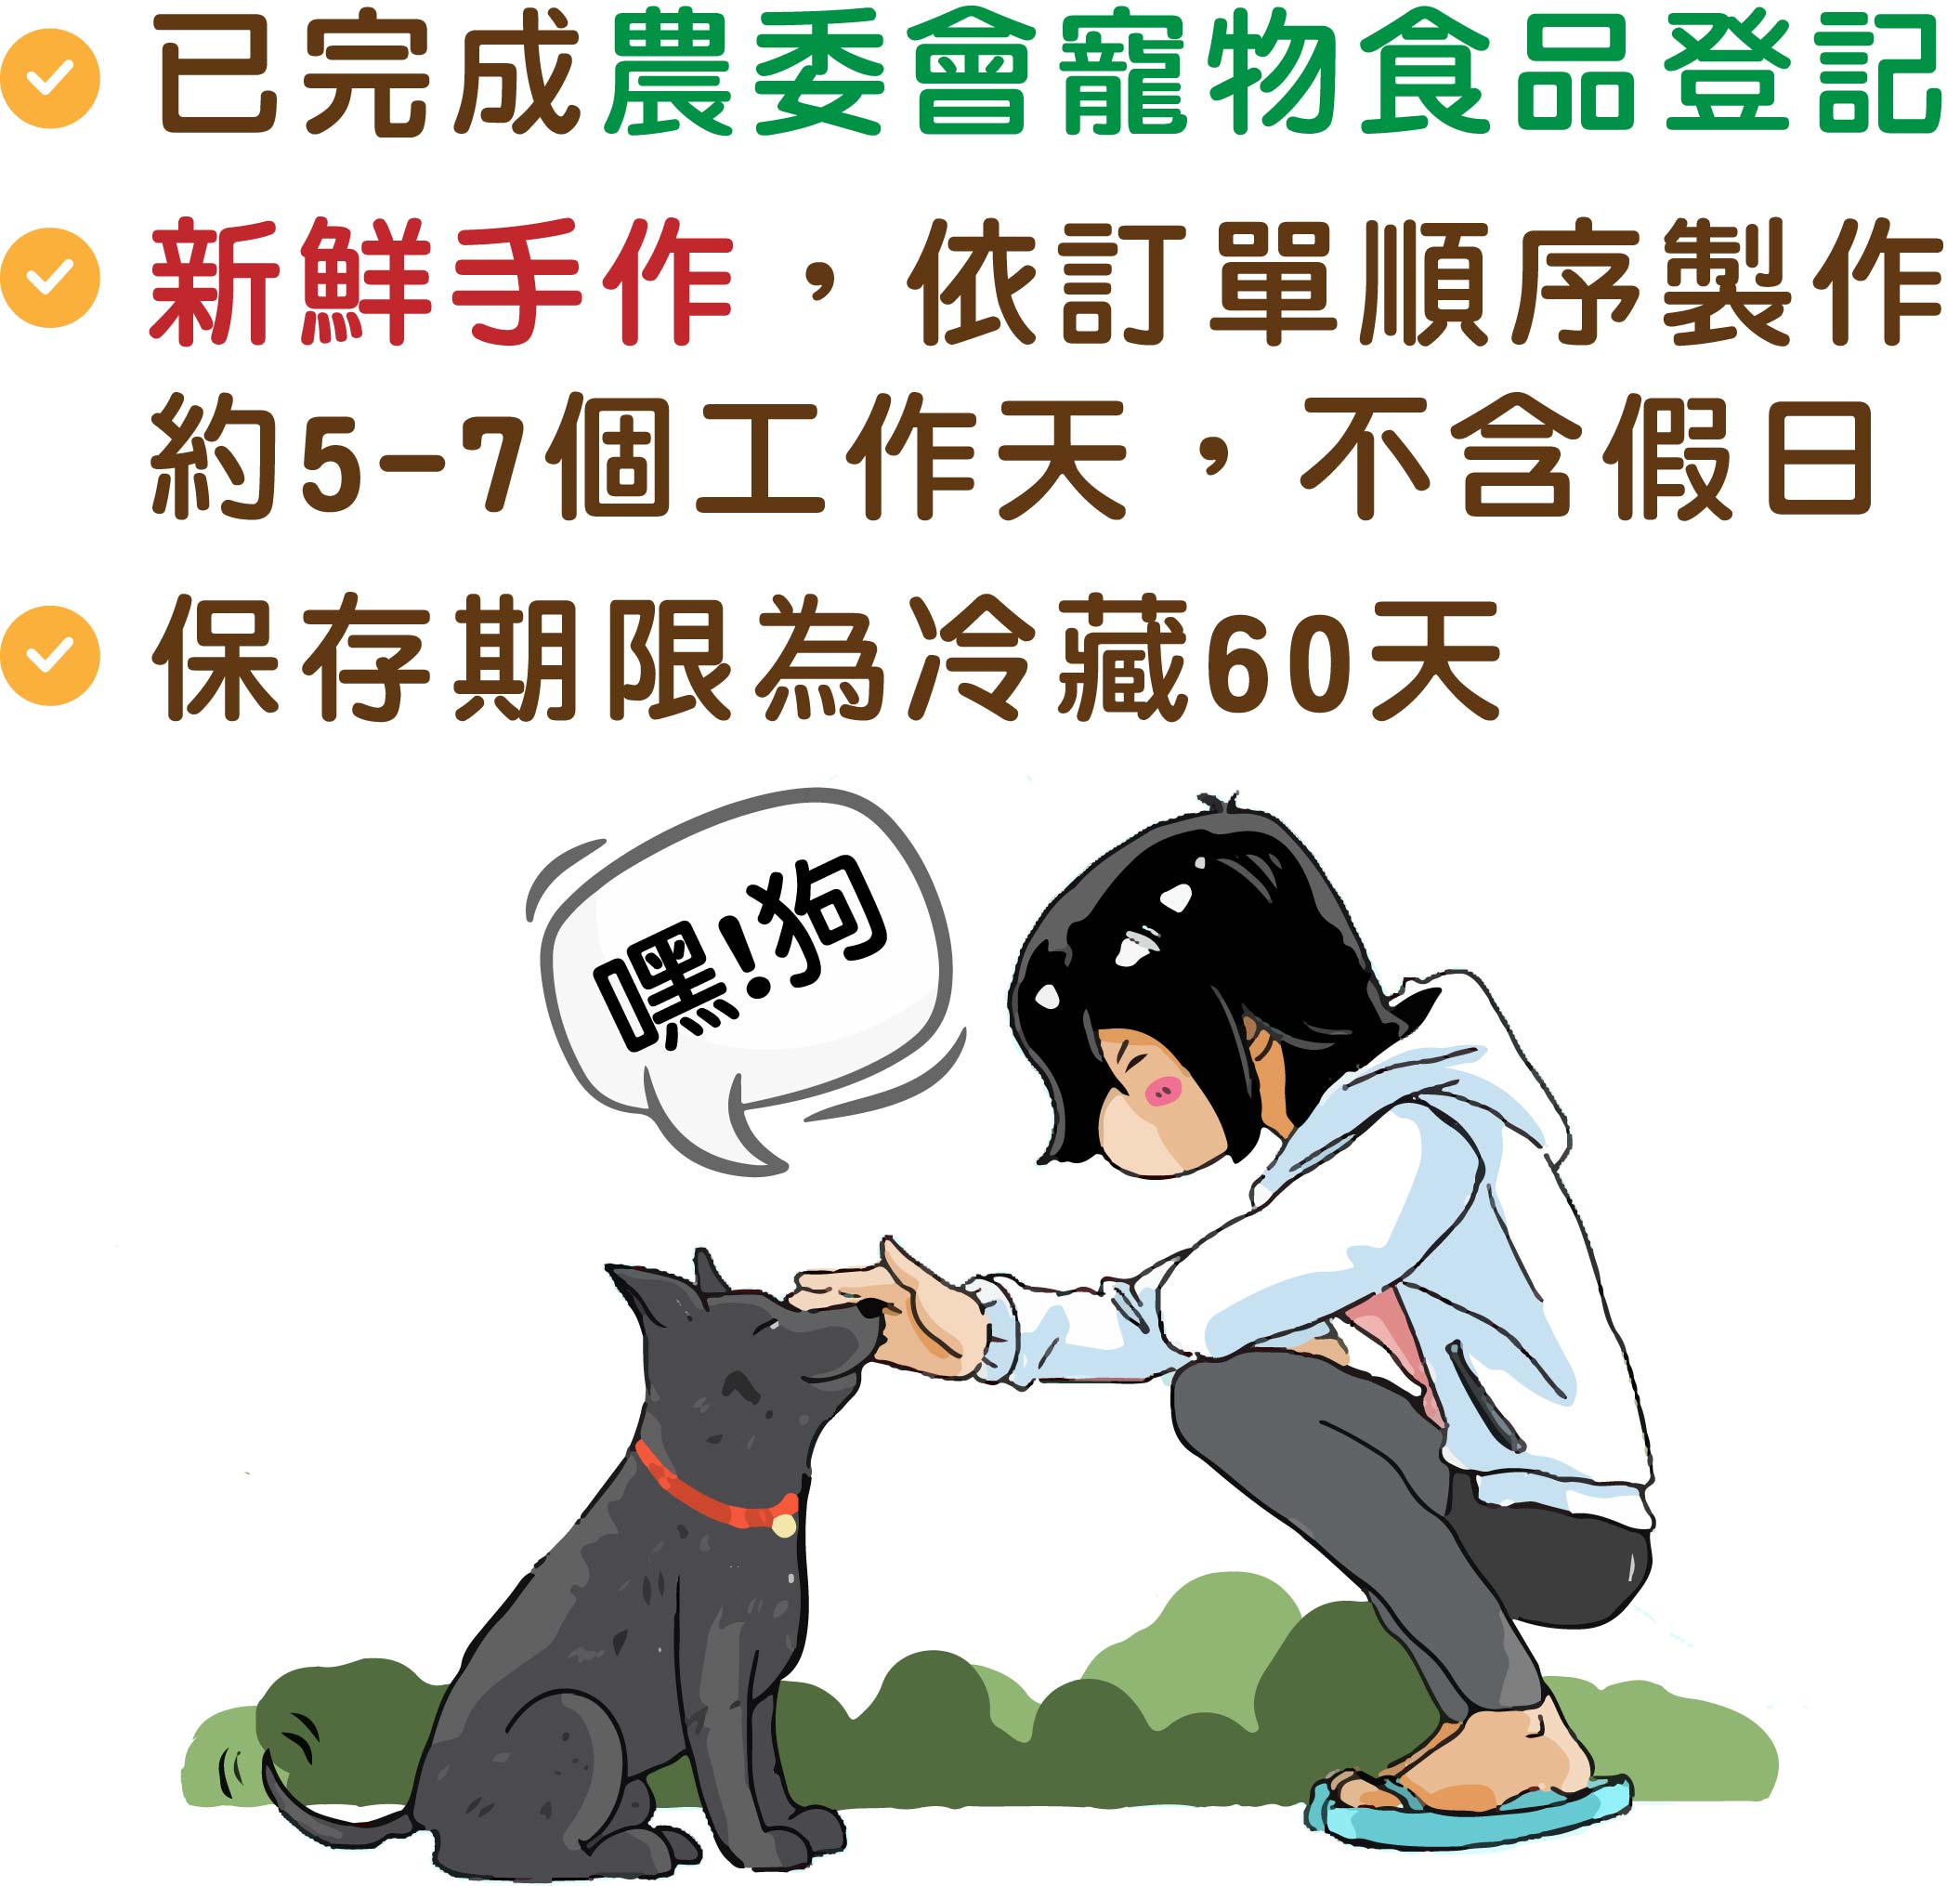 已完成農委會寵物食品登記
新鮮手作，依訂單順序製作
約5-7個工作天，不含假日
保存期限為冷藏60天
嘿!狗